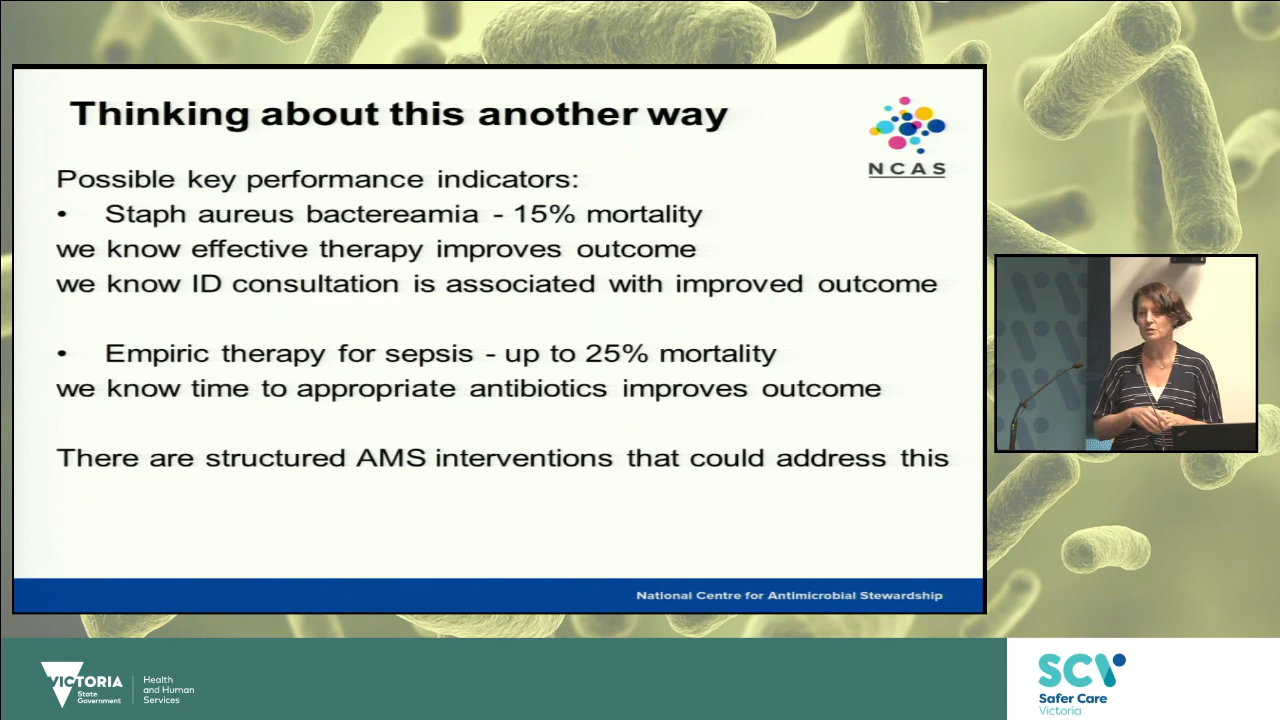 Thinking about this another way
NCAS
Possible key performance indicators:
• Staph aureus bactereamia - 15% mortality
we know effective therapy improves outcome
we know ID consultation is associated with improved outcome
• Empiric therapy for sepsis - up to 25% mortality
we know time to appropriate antibiotics improves outcome
There are structured AMS interventions that could address this
National Centre for Antimicrobial Stewardship
VICTORIA
State
Government
Health
and Human
Services
SCV
Safer Care
Victoria